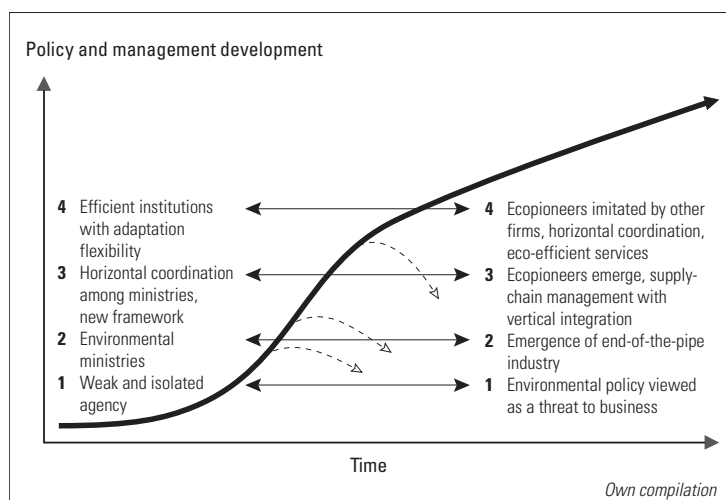 Policy and management development
4 Efficient institutions
with adaptation
flexibility
3 Horizontal coordination
among ministries,
new framework
2 Environmental
ministries
1 Weak and isolated
agency
4 Ecopioneers imitated by other
firms, horizontal coordination,
eco-efficient services
3 Ecopioneers emerge, supply-
chain management with
vertical integration
2 Emergence of end-of-the-pipe
industry
1 Environmental policy viewed
as a threat to business
Time
Own compilation